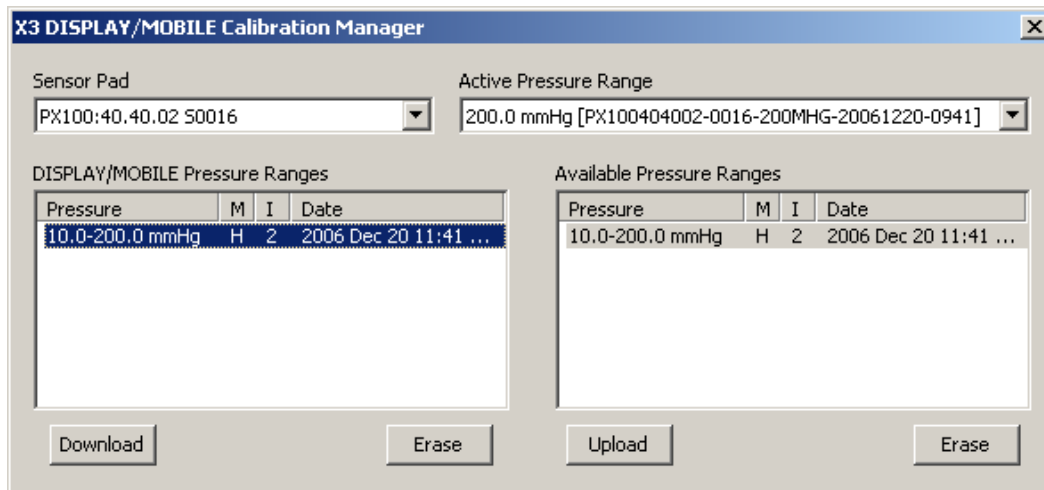 X3 DISPLAY/MOBILE Calibration Manager
Sensor Pad
Active Pressure Range
PX100:40.40.02 S0016
200.0 mmHg [PX100404002-0016-200MHG-20061220-0941]
DISPLAY/MOBILE Pressure Ranges
Available Pressure Ranges
Pressure M I Date
10.0-200.0 mmHg H 2 2006 Dec 20 11:41 ...
Pressure M I Date
10.0-200.0 mmHg H 2 2006 Dec 20 11:41 ...
Download
Erase
Upload
Erase